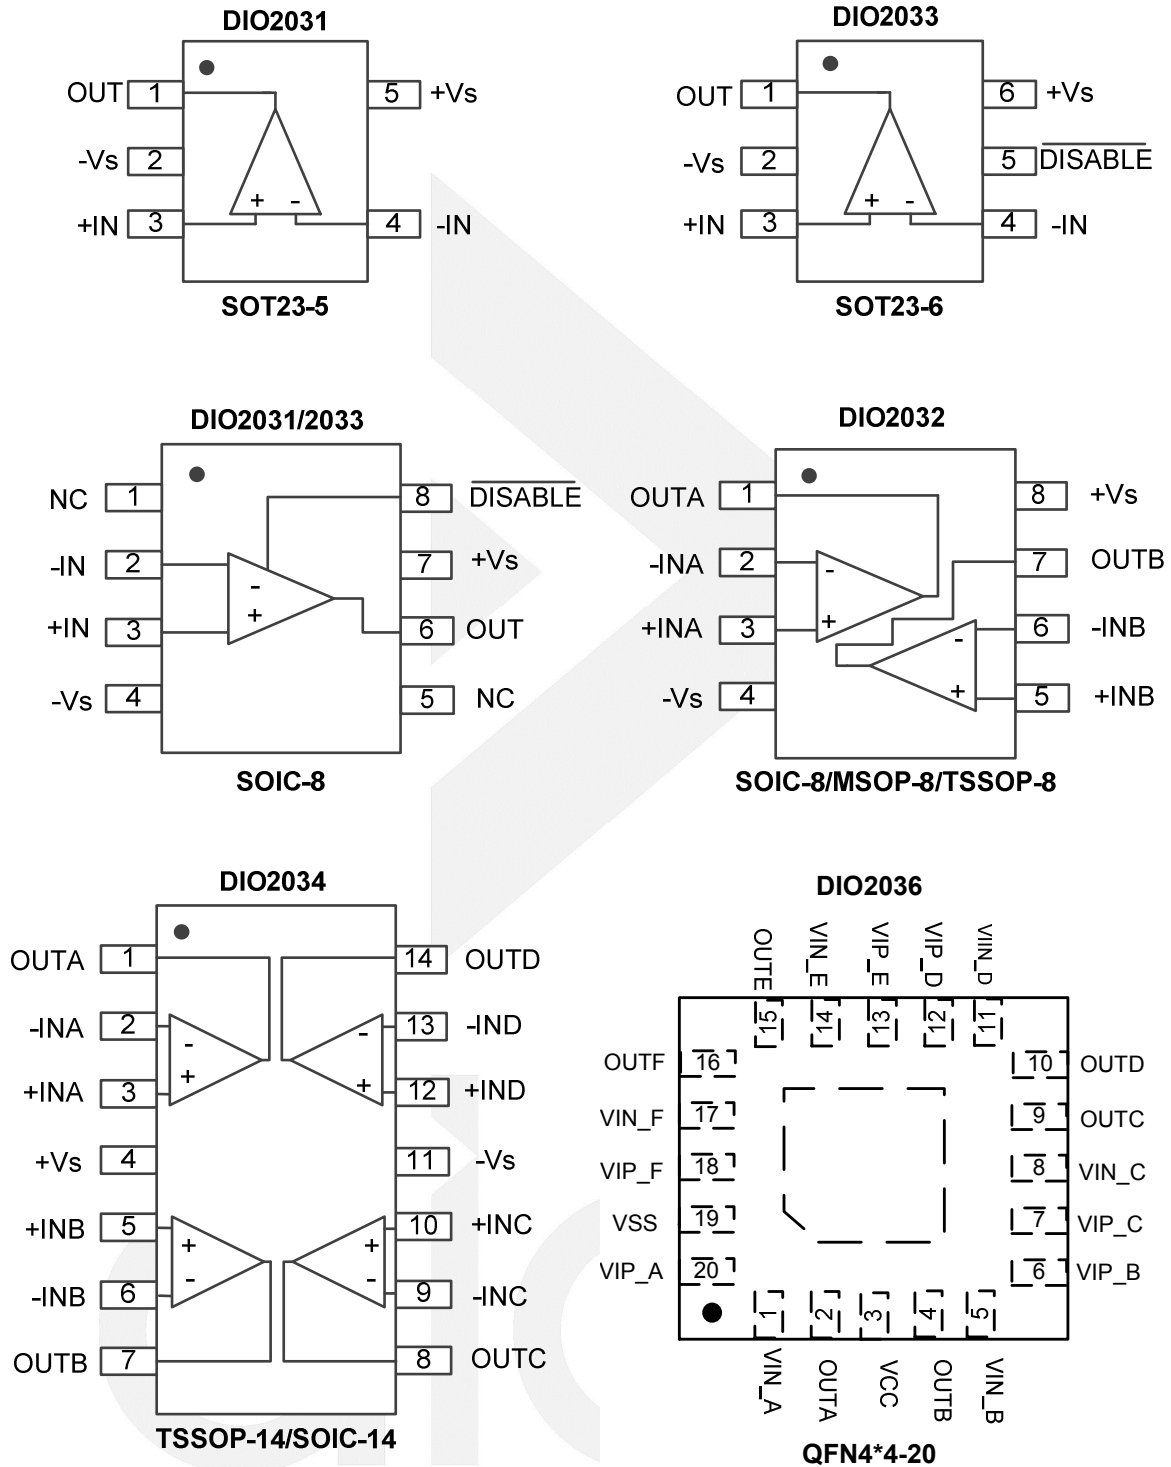 DIO2031
OUT 1 5 +Vs
-Vs 2
+IN 3 + - 4 -IN
SOT23-5
DIO2033
OUT 1 6 +Vs
-Vs 2 5 DISABLE
+IN 3 + - 4 -IN
SOT23-6
DIO2031/2033
NC 1 8 DISABLE
-IN 2 - 7 +Vs
+IN 3 + 6 OUT
-Vs 4 5 NC
SOIC-8
DIO2032
OUTA 1 8 +Vs
-INA 2 - 7 OUTB
+INA 3 + - 6 -INB
-Vs 4 + 5 +INB
SOIC-8/MSOP-8/TSSOP-8
DIO2034
OUTA 1 14 OUTD
-INA 2 - - 13 -IND
+INA 3 + + 12 +IND
+Vs 4 11 -Vs
+INB 5 + + 10 +INC
-INB 6 - - 9 -INC
OUTB 7 8 OUTC
TSSOP-14/SOIC-14
DIO2036
OUTE VIN_E VIP_E VIP_D VIIN_D
15 14 13 12 11
OUTF 16 10 OUTD
VIN_F 17 9 OUTC
VIP_F 18 8 VIN_C
VSS 19 7 VIP_C
VIP_A 20 6 VIP_B
1 2 3 4 5
VIN_A OUTA VCC OUTB VIN_B
QFN4*4-20
dio